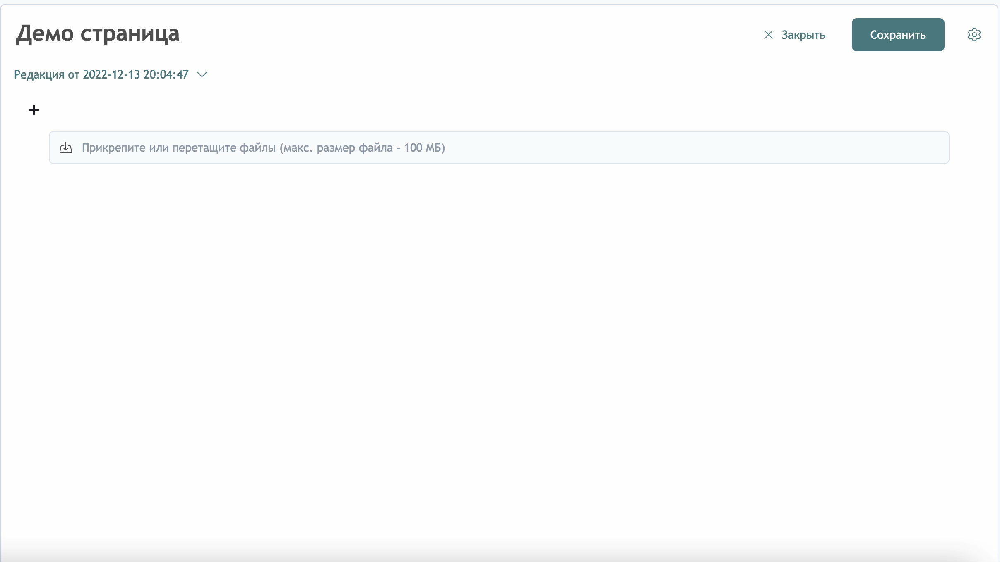 Демо страница
Закрыть
Сохранить
Редакция от 2022-12-13 20:04:47
Прикрепите или перетащите файлы (макс. размер файла - 100 МБ)